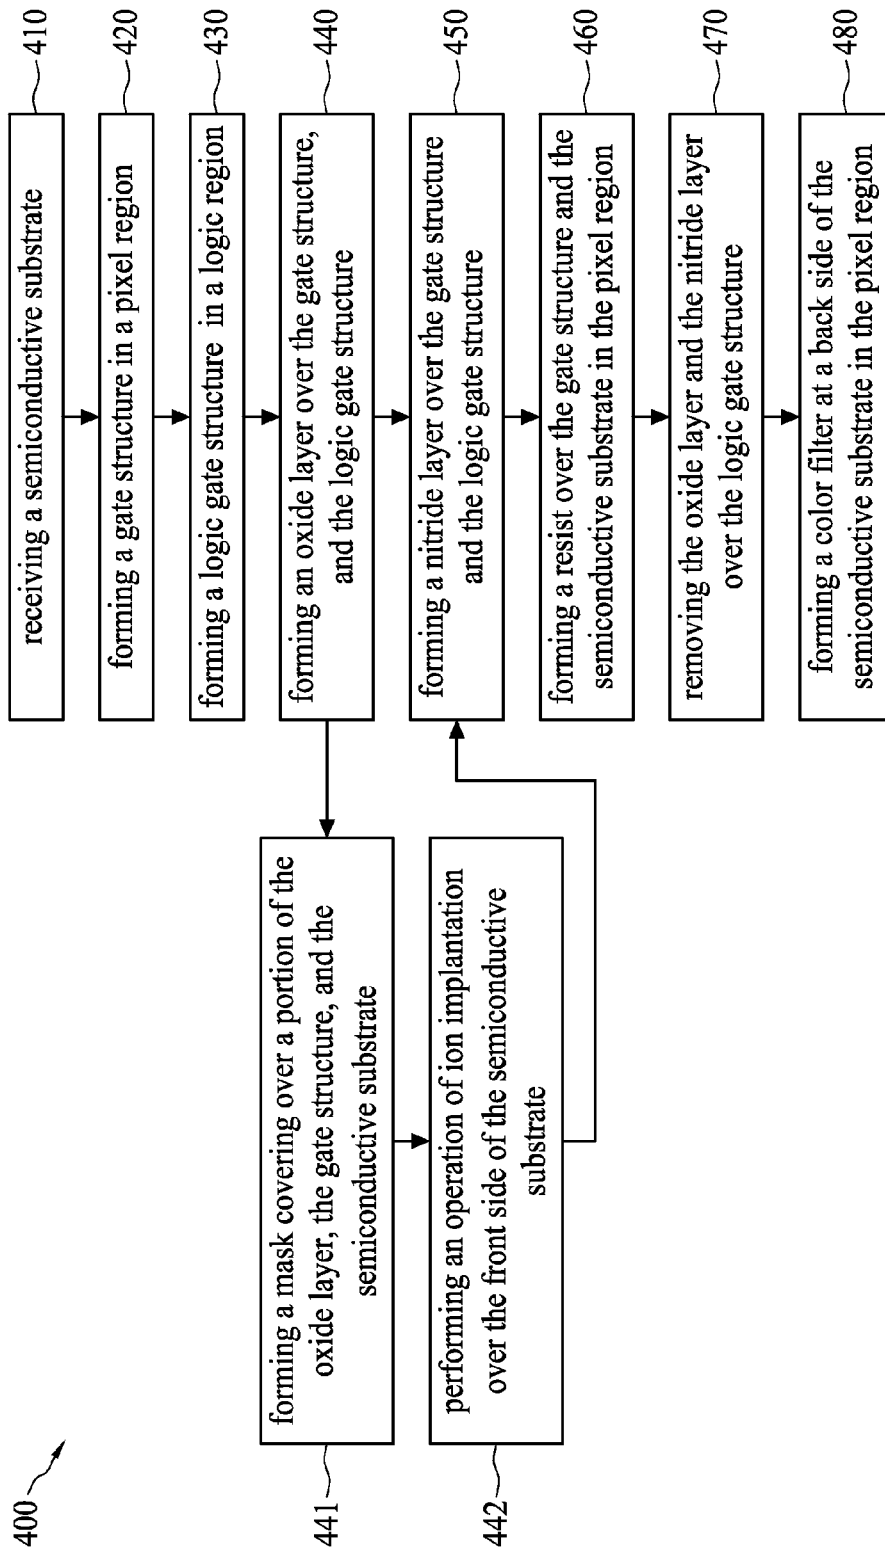 400
receiving a semiconductive substrate
410
forming a gate structure in a pixel region
420
forming a logic gate structure in a logic region
430
forming an oxide layer over the gate structure,
and the logic gate structure
440
441
forming a mask covering over a portion of the
oxide layer, the gate structure, and the
semiconductive substrate
442
performing an operation of ion implantation
over the front side of the semiconductive
substrate
forming a nitride layer over the gate structure
and the logic gate structure
450
forming a resist over the gate structure and the
semiconductive substrate in the pixel region
460
removing the oxide layer and the nitride layer
over the logic gate structure
470
forming a color filter at a back side of the
semiconductive substrate in the pixel region
480